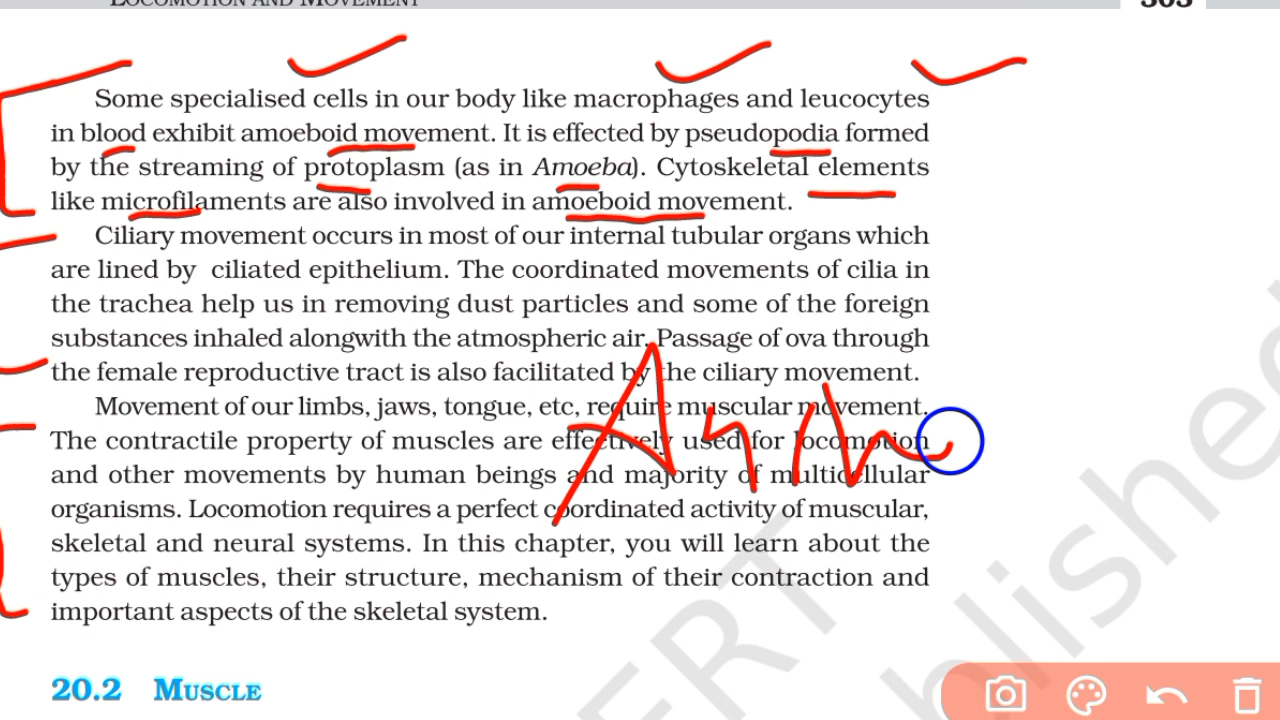 LOCOMOTION AND MOVEMENT 303
Some specialised cells in our body like macrophages and leucocytes
in blood exhibit amoeboid movement. It is effected by pseudopodia formed
by the streaming of protoplasm (as in Amoeba). Cytoskeletal elements
like microfilaments are also involved in amoeboid movement.
Ciliary movement occurs in most of our internal tubular organs which
are lined by ciliated epithelium. The coordinated movements of cilia in
the trachea help us in removing dust particles and some of the foreign
substances inhaled alongwith the atmospheric air. Passage of ova through
the female reproductive tract is also facilitated by the ciliary movement.
Movement of our limbs, jaws, tongue, etc, require muscular movement.
The contractile property of muscles are effectively used for locomotion
and other movements by human beings and majority of multicellular
organisms. Locomotion requires a perfect coordinated activity of muscular,
skeletal and neural systems. In this chapter, you will learn about the
types of muscles, their structure, mechanism of their contraction and
important aspects of the skeletal system.
20.2 MUSCLE